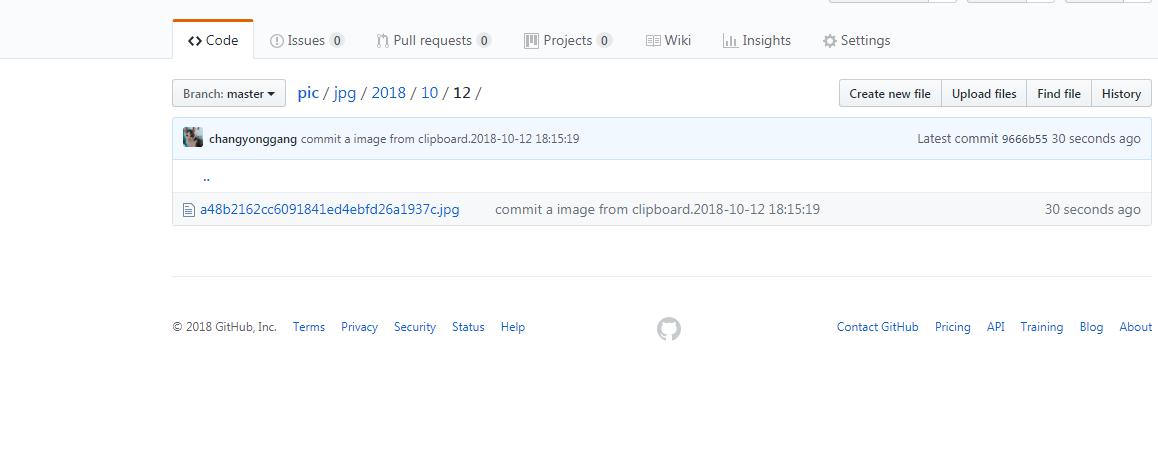 Code Issues 0 Pull requests 0 Projects 0 Wiki Insights Settings
Branch: master pic / jpg / 2018 / 10 / 12 / Create new file Upload files Find file History
changyonggang commit a image from clipboard.2018-10-12 18:15:19 Latest commit 9666b55 30 seconds ago
..
a48b2162cc6091841ed4ebfd26a1937c.jpg commit a image from clipboard.2018-10-12 18:15:19 30 seconds ago
© 2018 GitHub, Inc. Terms Privacy Security Status Help Contact GitHub Pricing API Training Blog About